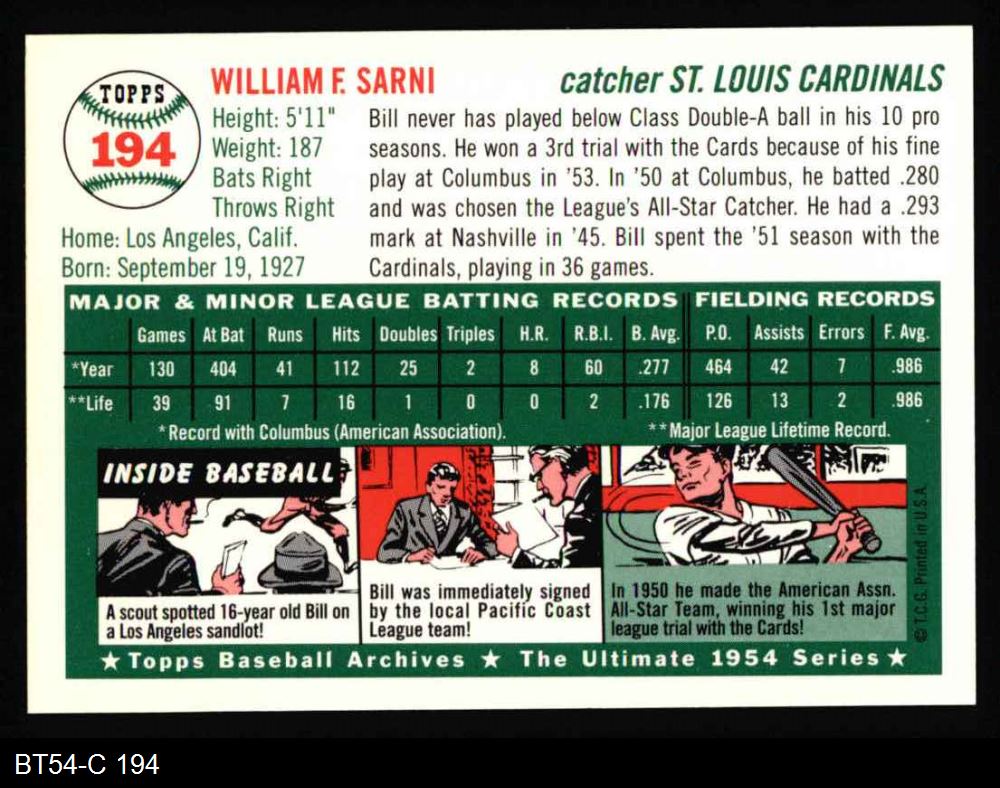 TOPPS
194
WILLIAM F. SARNI
catcher ST. LOUIS CARDINALS
Height: 5'11"
Weight: 187
Bats Right
Throws Right
Home: Los Angeles, Calif.
Born: September 19, 1927
Bill never has played below Class Double-A ball in his 10 pro
seasons. He won a 3rd trial with the Cards because of his fine
play at Columbus in '53. In '50 at Columbus, he batted .280
and was chosen the League's All-Star Catcher. He had a .293
mark at Nashville in '45. Bill spent the '51 season with the
Cardinals, playing in 36 games.
MAJOR & MINOR LEAGUE BATTING RECORDS FIELDING RECORDS
Games At Bat Runs Hits Doubles Triples H.R. R.B.I. B. Avg. P.O. Assists Errors F. Avg.
*Year 130 404 41 112 25 2 8 60 .277 464 42 7 .986
**Life 39 91 7 16 1 0 0 2 .176 126 13 2 .986
*Record with Columbus (American Association). **Major League Lifetime Record.
INSIDE BASEBALL
A scout spotted 16-year old Bill on
a Los Angeles sandlot!
Bill was immediately signed
by the local Pacific Coast
League team!
In 1950 he made the American Assn.
All-Star Team, winning his 1st major
league trial with the Cards!
© T.C.G. Printed in U.S.A.
★ Topps Baseball Archives ★ The Ultimate 1954 Series ★
BT54-C 194